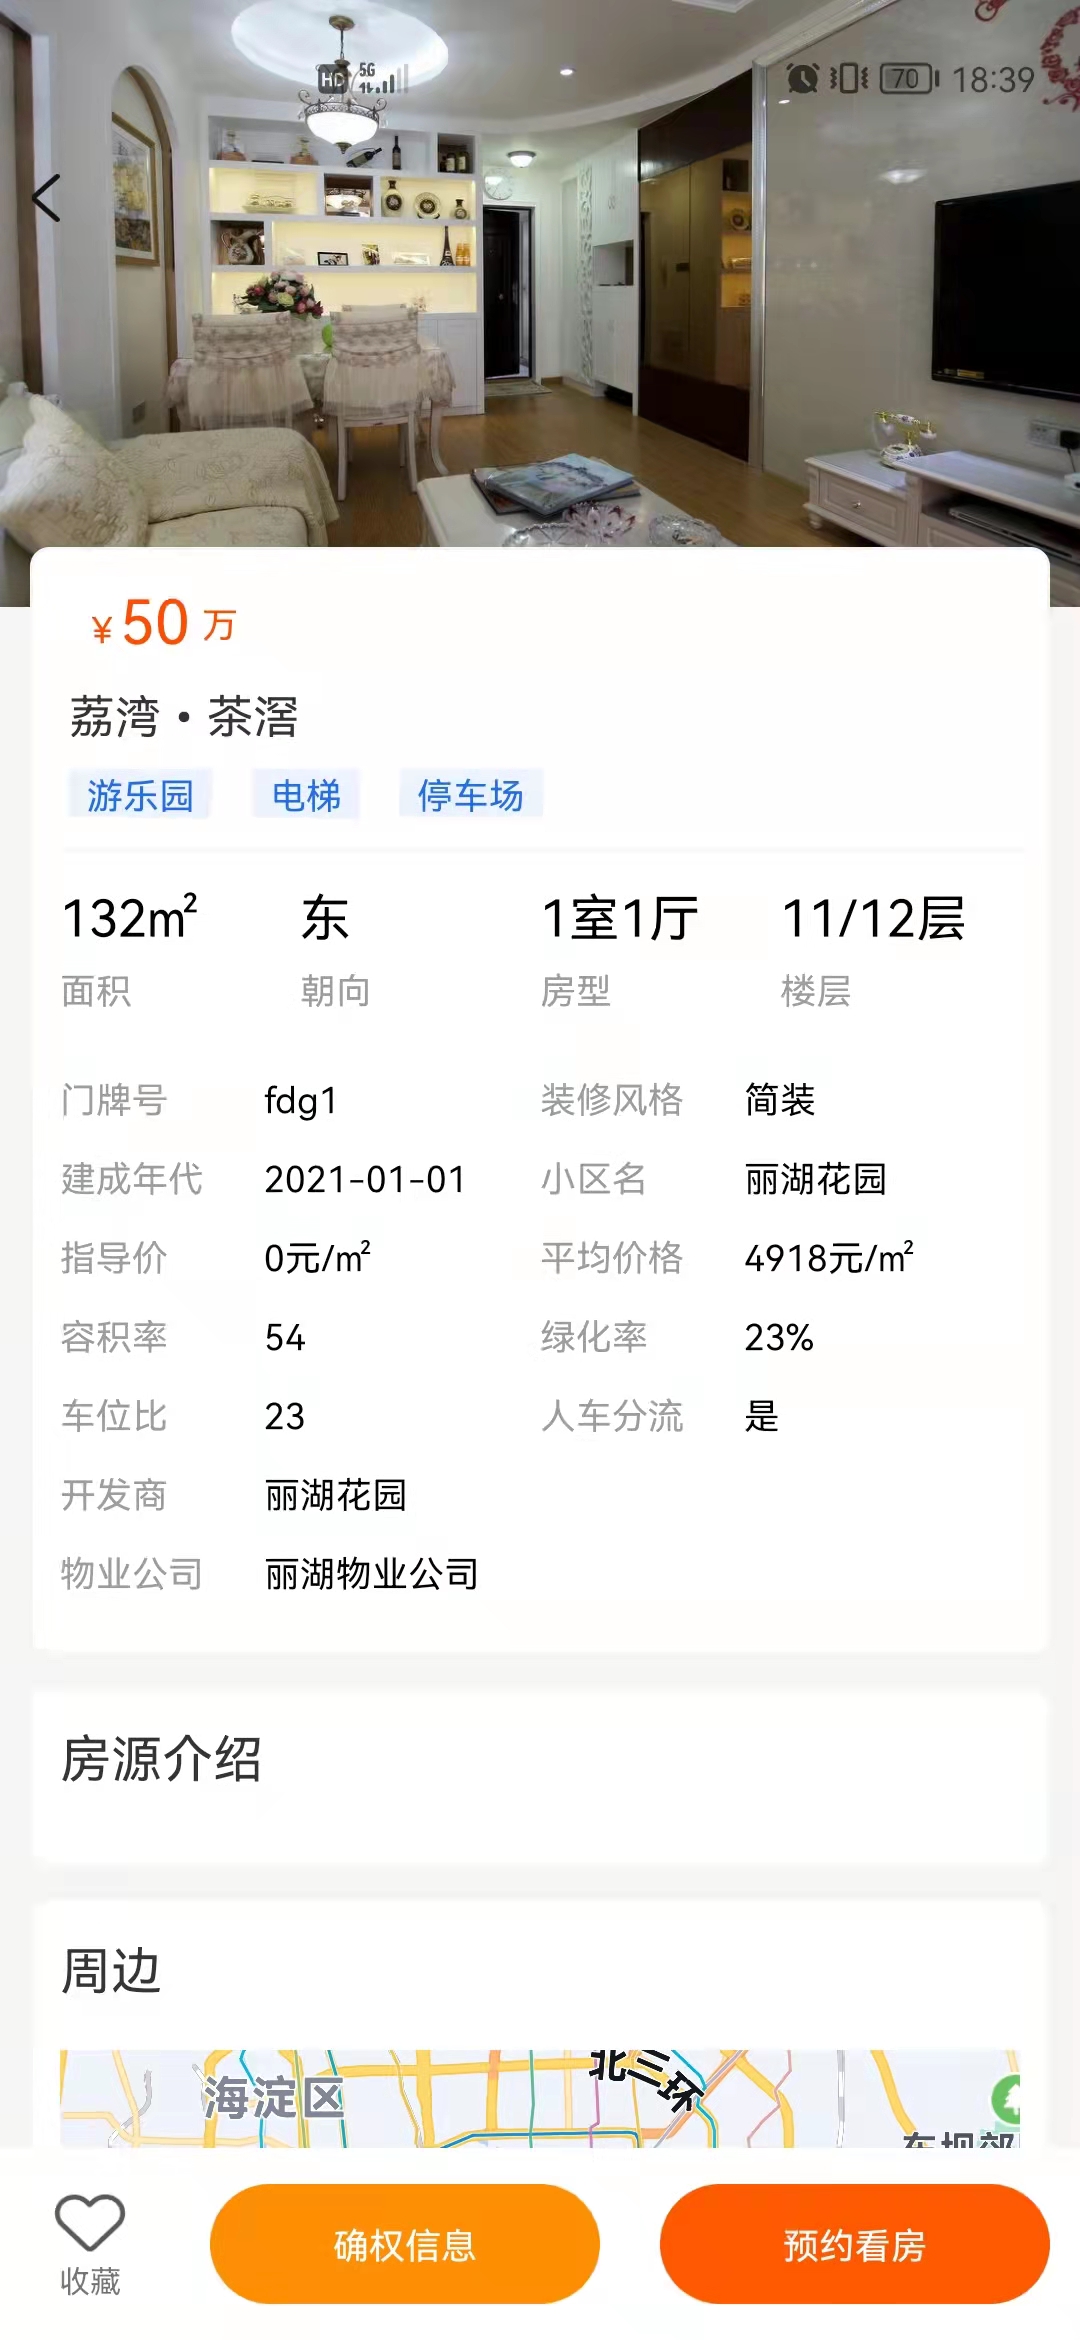 HD 5G 70 18:39
¥50 万
荔湾·茶滘
游乐园 电梯 停车场
132m² 东 1室1厅 11/12层
面积 朝向 房型 楼层
门牌号 fdg1 装修风格 简装
建成年代 2021-01-01 小区名 丽湖花园
指导价 0元/m² 平均价格 4918元/m²
容积率 54 绿化率 23%
车位比 23 人车分流 是
开发商 丽湖花园
物业公司 丽湖物业公司
房源介绍
周边
北三环
海淀区
收藏 确权信息 预约看房